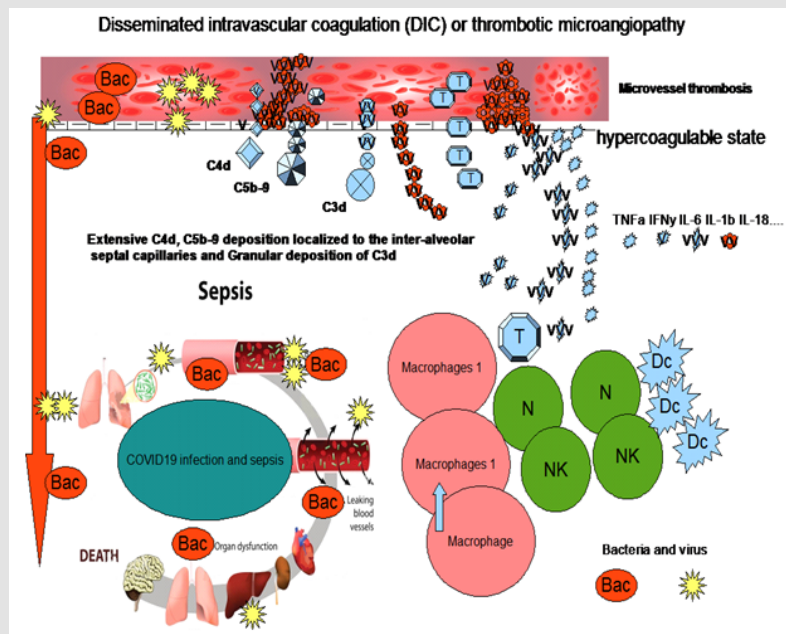 Disseminated intravascular coagulation (DIC) or thrombotic microangiopathy
Bac
Bac
Bac
T
T
T
T
T
Microvessel thrombosis
hypercoagulable state
C4d
C5b-9
C3d
TNFa IFNy IL-6 IL-1b IL-18....
Extensive C4d, C5b-9 deposition localized to the inter-alveolar
septal capillaries and Granular deposition of C3d
Sepsis
T
Bac
Bac
Macrophages 1
N
N
Dc
Dc
Dc
COVID19 infection and sepsis
Macrophages 1
NK
NK
Bac
Bac
Leaking
blood
vessels
Bac
Organ dysfunction
DEATH
Macrophage
Bacteria and virus
Bac